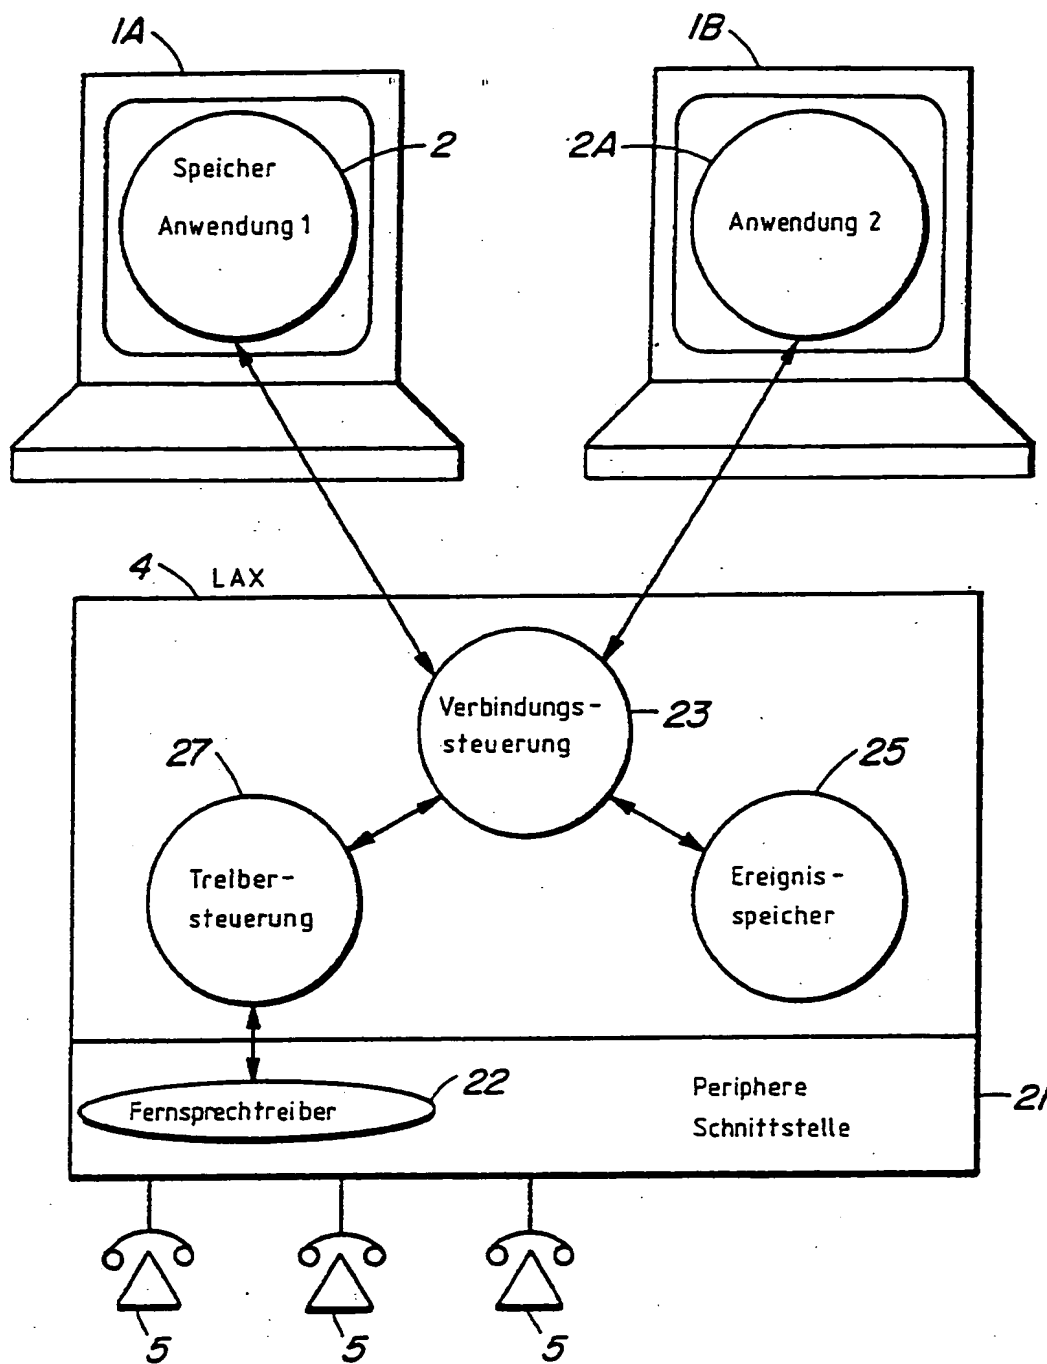 1A
1B
2
2A
Speicher
Anwendung 1
Anwendung 2
4
LAX
Verbindungs-
steuerung
23
27
25
Treiber-
steuerung
Ereignis-
speicher
22
Fernsprechtreiber
Periphere
Schnittstelle
21
5
5
5